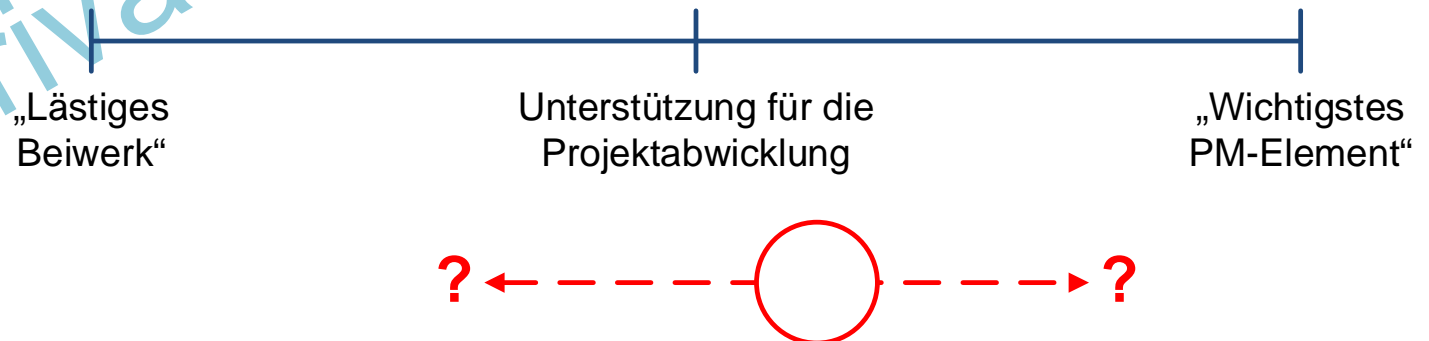 „Lästiges
Beiwerk“
Unterstützung für die
Projektabwicklung
„Wichtigstes
PM-Element“
? ?